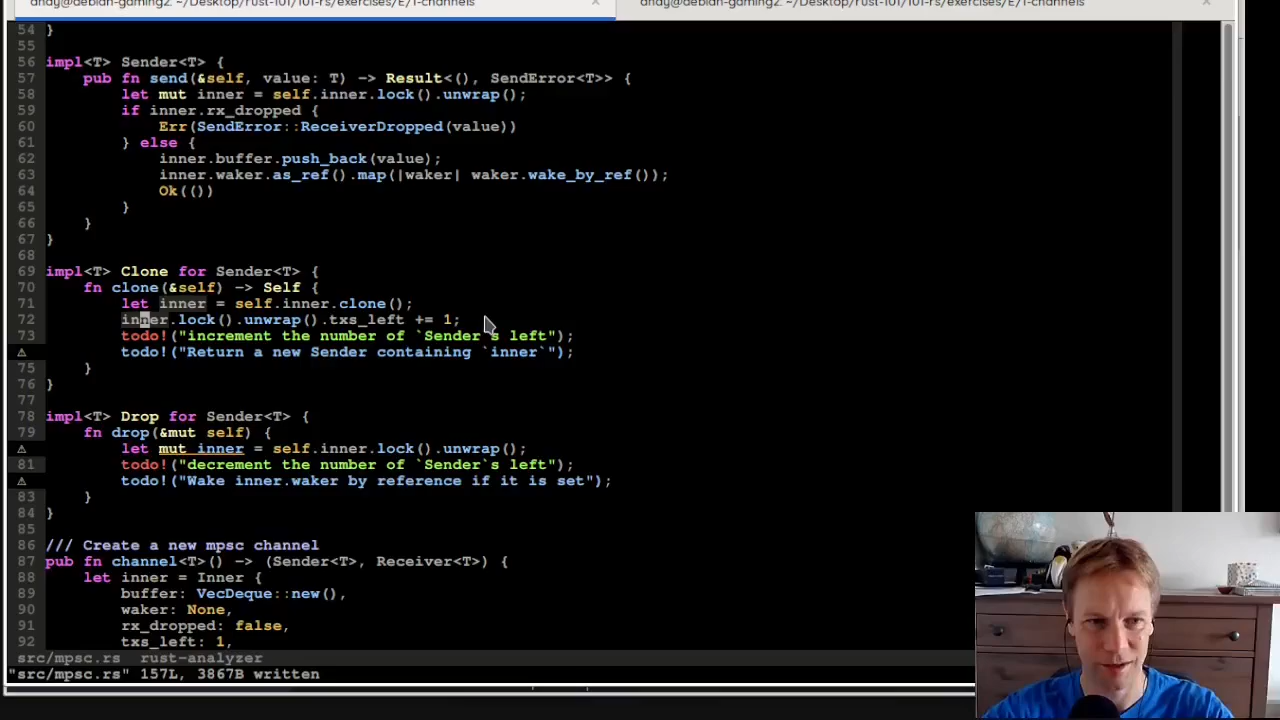 andy@debian-gaming2: ~/Desktop/rust-101/101-rs/exercises/E/1-channels × andy@debian-gaming2: ~/Desktop/rust-101/101-rs/exercises/E/1-channels ×
54 }
55
56 impl<T> Sender<T> {
57     pub fn send(&self, value: T) -> Result<(), SendError<T>> {
58         let mut inner = self.inner.lock().unwrap();
59         if inner.rx_dropped {
60             Err(SendError::ReceiverDropped(value))
61         } else {
62             inner.buffer.push_back(value);
63             inner.waker.as_ref().map(|waker| waker.wake_by_ref());
64             Ok(())
65         }
66     }
67 }
68
69 impl<T> Clone for Sender<T> {
70     fn clone(&self) -> Self {
71         let inner = self.inner.clone();
72         inner.lock().unwrap().txs_left += 1;
73         todo!("increment the number of `Sender`s left");
⚠         todo!("Return a new Sender containing `inner`");
75     }
76 }
77
78 impl<T> Drop for Sender<T> {
79     fn drop(&mut self) {
⚠         let mut inner = self.inner.lock().unwrap();
81         todo!("decrement the number of `Sender`s left");
⚠         todo!("Wake inner.waker by reference if it is set");
83     }
84 }
85
86 /// Create a new mpsc channel
87 pub fn channel<T>() -> (Sender<T>, Receiver<T>) {
88     let inner = Inner {
89         buffer: VecDeque::new(),
90         waker: None,
91         rx_dropped: false,
92         txs_left: 1,
src/mpsc.rs  rust-analyzer
"src/mpsc.rs" 157L, 3867B written